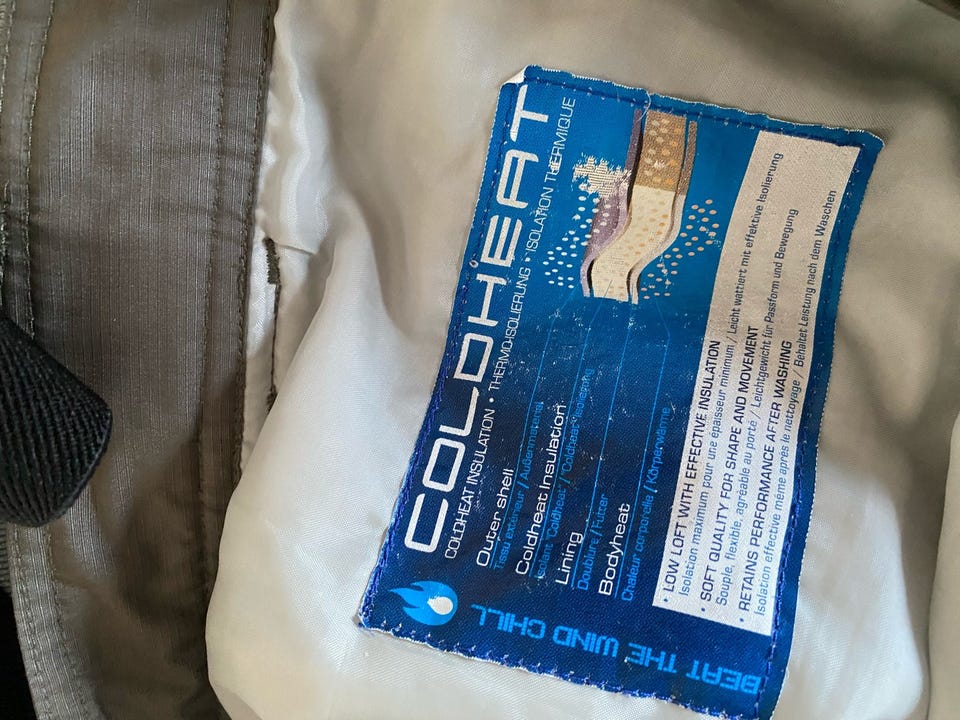 COLDHEAT
COLDHEAT INSULATION • THERMO-ISOLIERUNG • ISOLATION THERMIQUE
Outer shell
Tissu extérieur / Außenmaterial
Coldheat Insulation
Isolant "Coldheat" / Coldheat-Isolierung
Lining
Doublure / Futter
Bodyheat
Chaleur corporelle / Körperwärme
• LOW LOFT WITH EFFECTIVE INSULATION
Isolation maximum pour une épaisseur minimum / Leicht wattiert mit effektive Isolierung
• SOFT QUALITY FOR SHAPE AND MOVEMENT
Souple, flexible, agréable au porté / Leichtgewicht für Passform und Bewegung
• RETAINS PERFORMANCE AFTER WASHING
Isolation effective même après le nettoyage / Behaltet Leistung nach dem Waschen
BEAT THE WIND CHILL